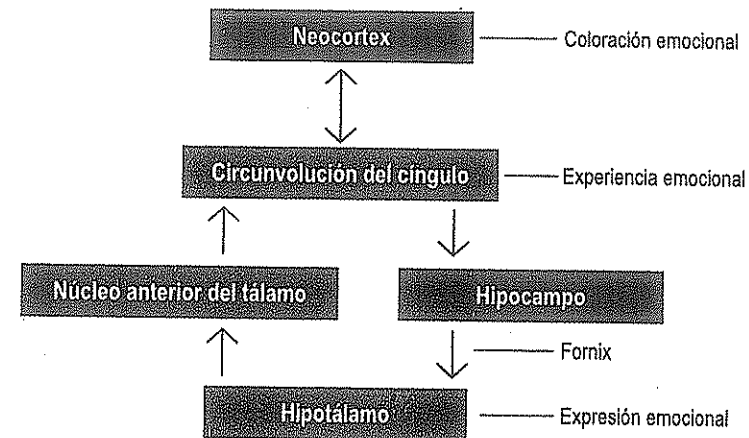 Neocortex
Coloración emocional
Circunvolución del cíngulo
Experiencia emocional
Núcleo anterior del tálamo
Hipocampo
Fornix
Hipotálamo
Expresión emocional